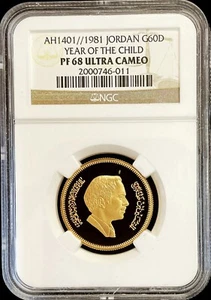 AH1401//1981 JORDAN G60D
YEAR OF THE CHILD
PF 68 ULTRA CAMEO
2000746-011
NGC